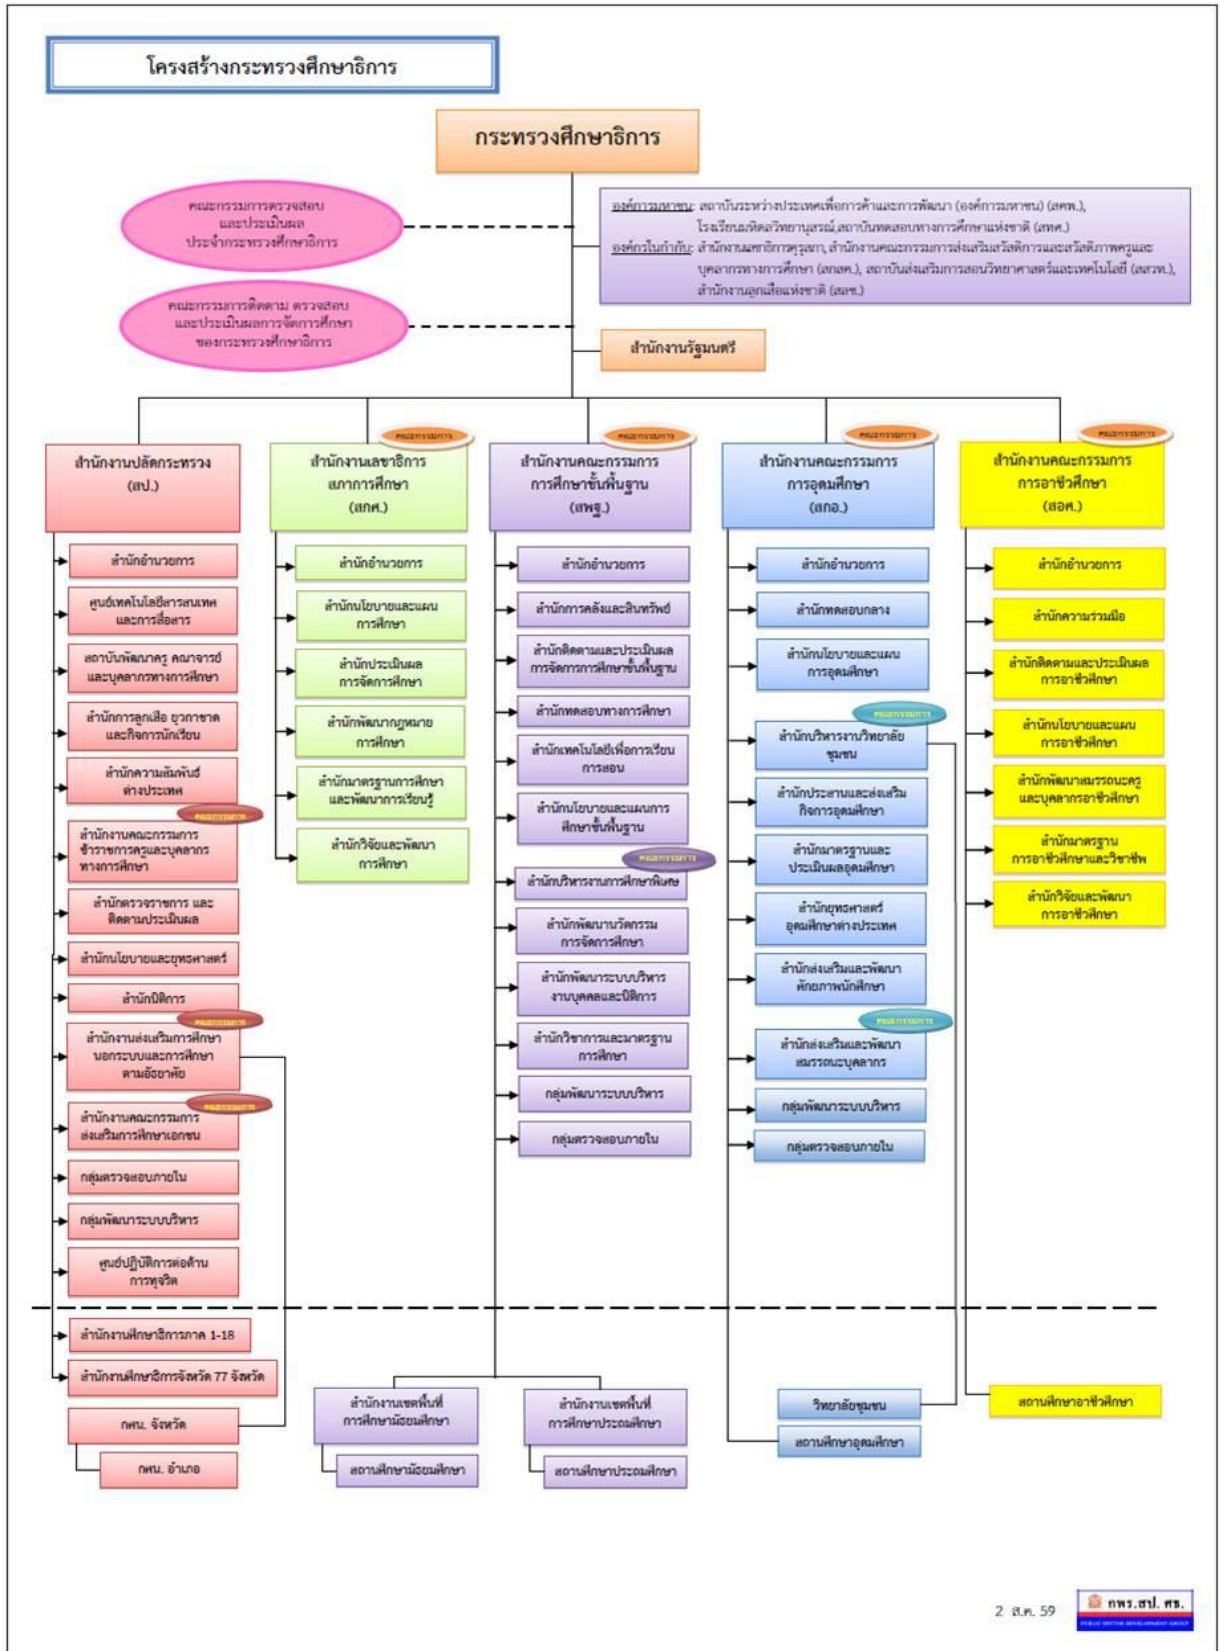 โครงสร้างกระทรวงศึกษาธิการ
กระทรวงศึกษาธิการ
คณะกรรมการตรวจสอบ
และประเมินผล
ประจำกระทรวงศึกษาธิการ
องค์การมหาชน: สถาบันระหว่างประเทศเพื่อการค้าและการพัฒนา (องค์การมหาชน) (สคพ.),
โรงเรียนมหิดลวิทยานุสรณ์,สถาบันทดสอบทางการศึกษาแห่งชาติ (สทศ.)
องค์กรในกำกับ: สำนักงานเลขาธิการคุรุสภา, สำนักงานคณะกรรมการส่งเสริมสวัสดิการและสวัสดิภาพครูและ
บุคลากรทางการศึกษา (สกสค.), สถาบันส่งเสริมการสอนวิทยาศาสตร์และเทคโนโลยี (สสวท.),
สำนักงานลูกเสือแห่งชาติ (สลช.)
คณะกรรมการติดตาม ตรวจสอบ
และประเมินผลการจัดการศึกษา
ของกระทรวงศึกษาธิการ
สำนักงานรัฐมนตรี
สำนักงานปลัดกระทรวง
(สป.)
สำนักอำนวยการ
ศูนย์เทคโนโลยีสารสนเทศ
และการสื่อสาร
สถาบันพัฒนาครู คณาจารย์
และบุคลากรทางการศึกษา
สำนักการลูกเสือ ยุวกาชาด
และกิจการนักเรียน
สำนักความสัมพันธ์
ต่างประเทศ
คณะกรรมการ
สำนักงานคณะกรรมการ
ข้าราชการครูและบุคลากร
ทางการศึกษา
สำนักตรวจราชการ และ
ติดตามประเมินผล
สำนักนโยบายและยุทธศาสตร์
สำนักนิติการ
คณะกรรมการ
สำนักงานส่งเสริมการศึกษา
นอกระบบและการศึกษา
ตามอัธยาศัย
คณะกรรมการ
สำนักงานคณะกรรมการ
ส่งเสริมการศึกษาเอกชน
กลุ่มตรวจสอบภายใน
กลุ่มพัฒนาระบบบริหาร
ศูนย์ปฏิบัติการต่อต้าน
การทุจริต
สำนักงานศึกษาธิการภาค 1-18
สำนักงานศึกษาธิการจังหวัด 77 จังหวัด
กศน. จังหวัด
กศน. อำเภอ
คณะกรรมการ
สำนักงานเลขาธิการ
สภาการศึกษา
(สกศ.)
สำนักอำนวยการ
สำนักนโยบายและแผน
การศึกษา
สำนักประเมินผล
การจัดการศึกษา
สำนักพัฒนากฎหมาย
การศึกษา
สำนักมาตรฐานการศึกษา
และพัฒนาการเรียนรู้
สำนักวิจัยและพัฒนา
การศึกษา
คณะกรรมการ
สำนักงานคณะกรรมการ
การศึกษาขั้นพื้นฐาน
(สพฐ.)
สำนักอำนวยการ
สำนักการคลังและสินทรัพย์
สำนักติดตามและประเมินผล
การจัดการการศึกษาขั้นพื้นฐาน
สำนักทดสอบทางการศึกษา
สำนักเทคโนโลยีเพื่อการเรียน
การสอน
สำนักนโยบายและแผนการ
ศึกษาขั้นพื้นฐาน
คณะกรรมการ
สำนักบริหารงานการศึกษาพิเศษ
สำนักพัฒนานวัตกรรม
การจัดการศึกษา
สำนักพัฒนาระบบบริหาร
งานบุคคลและนิติการ
สำนักวิชาการและมาตรฐาน
การศึกษา
กลุ่มพัฒนาระบบบริหาร
กลุ่มตรวจสอบภายใน
สำนักงานเขตพื้นที่
การศึกษามัธยมศึกษา
สถานศึกษามัธยมศึกษา
สำนักงานเขตพื้นที่
การศึกษาประถมศึกษา
สถานศึกษาประถมศึกษา
คณะกรรมการ
สำนักงานคณะกรรมการ
การอุดมศึกษา
(สกอ.)
สำนักอำนวยการ
สำนักทดสอบกลาง
สำนักนโยบายและแผน
การอุดมศึกษา
คณะกรรมการ
สำนักบริหารงานวิทยาลัย
ชุมชน
สำนักประสานและส่งเสริม
กิจการอุดมศึกษา
สำนักมาตรฐานและ
ประเมินผลอุดมศึกษา
สำนักยุทธศาสตร์
อุดมศึกษาต่างประเทศ
สำนักส่งเสริมและพัฒนา
ศักยภาพนักศึกษา
คณะกรรมการ
สำนักส่งเสริมและพัฒนา
สมรรถนะบุคลากร
กลุ่มพัฒนาระบบบริหาร
กลุ่มตรวจสอบภายใน
วิทยาลัยชุมชน
สถานศึกษาอุดมศึกษา
คณะกรรมการ
สำนักงานคณะกรรมการ
การอาชีวศึกษา
(สอศ.)
สำนักอำนวยการ
สำนักความร่วมมือ
สำนักติดตามและประเมินผล
การอาชีวศึกษา
สำนักนโยบายและแผน
การอาชีวศึกษา
สำนักพัฒนาสมรรถนะครู
และบุคลากรอาชีวศึกษา
สำนักมาตรฐาน
การอาชีวศึกษาและวิชาชีพ
สำนักวิจัยและพัฒนา
การอาชีวศึกษา
สถานศึกษาอาชีวศึกษา
2 ส.ค. 59
กพร.สป. ศธ.
PUBLIC SECTOR DEVELOPMENT GROUP